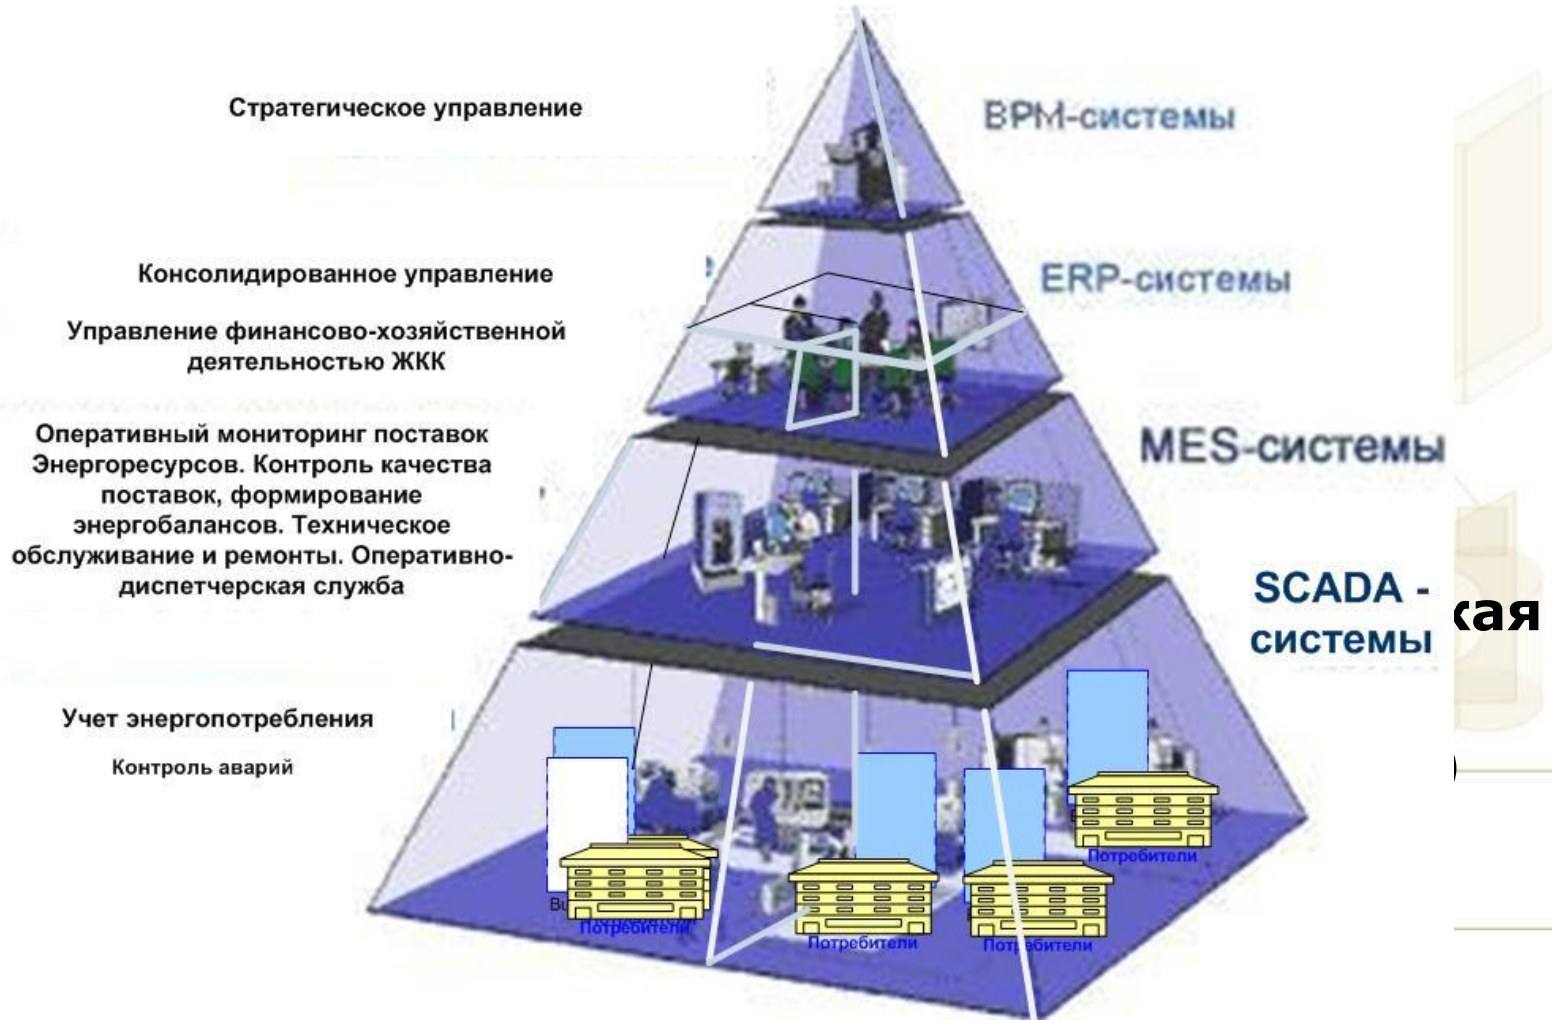 Стратегическое управление
BPM-системы
Консолидированное управление
ERP-системы
Управление финансово-хозяйственной
деятельностью ЖКК
Оперативный мониторинг поставок
Энергоресурсов. Контроль качества
поставок, формирование
энергобалансов. Техническое
обслуживание и ремонты. Оперативно-
диспетчерская служба
MES-системы
SCADA -
системы
кая
)
Учет энергопотребления
Контроль аварий
Потребители
Потребители
Потребители
Потребители